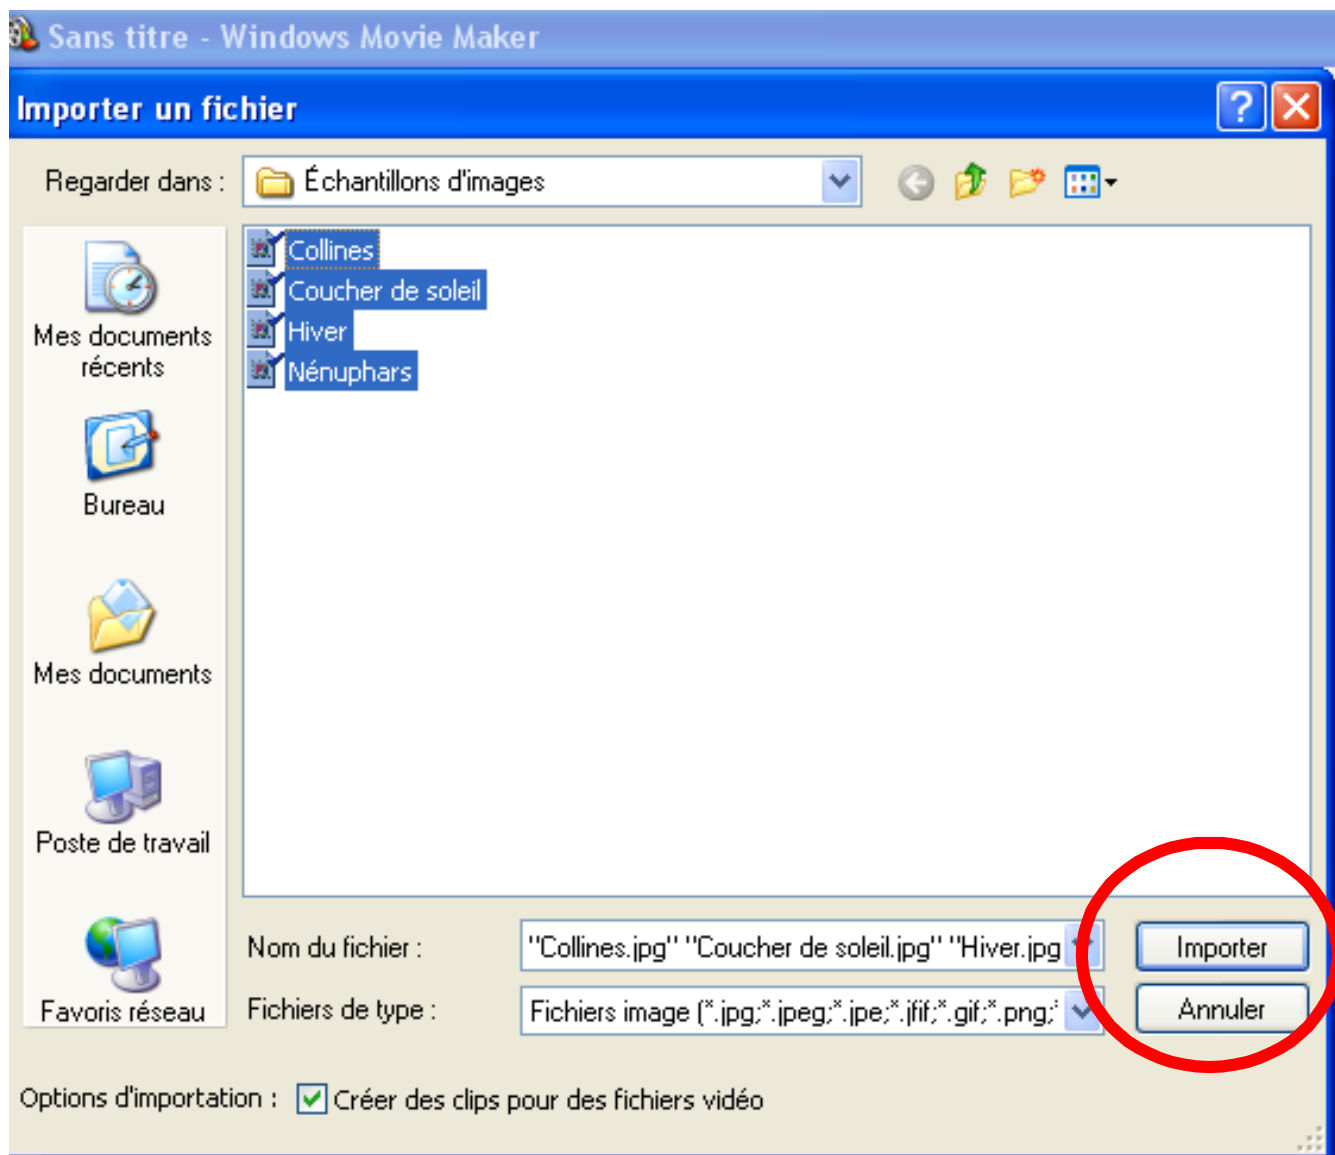 Sans titre - Windows Movie Maker
Importer un fichier
Regarder dans :
Échantillons d'images
Collines
Coucher de soleil
Hiver
Nénuphars
Mes documents
récents
Bureau
Mes documents
Poste de travail
Favoris réseau
Nom du fichier :
"Collines.jpg" "Coucher de soleil.jpg" "Hiver.jpg
Importer
Fichiers de type :
Fichiers image (*.jpg;*.jpeg;*.jpe;*.jfif;*.gif;*.png;*
Annuler
Options d'importation :
Créer des clips pour des fichiers vidéo